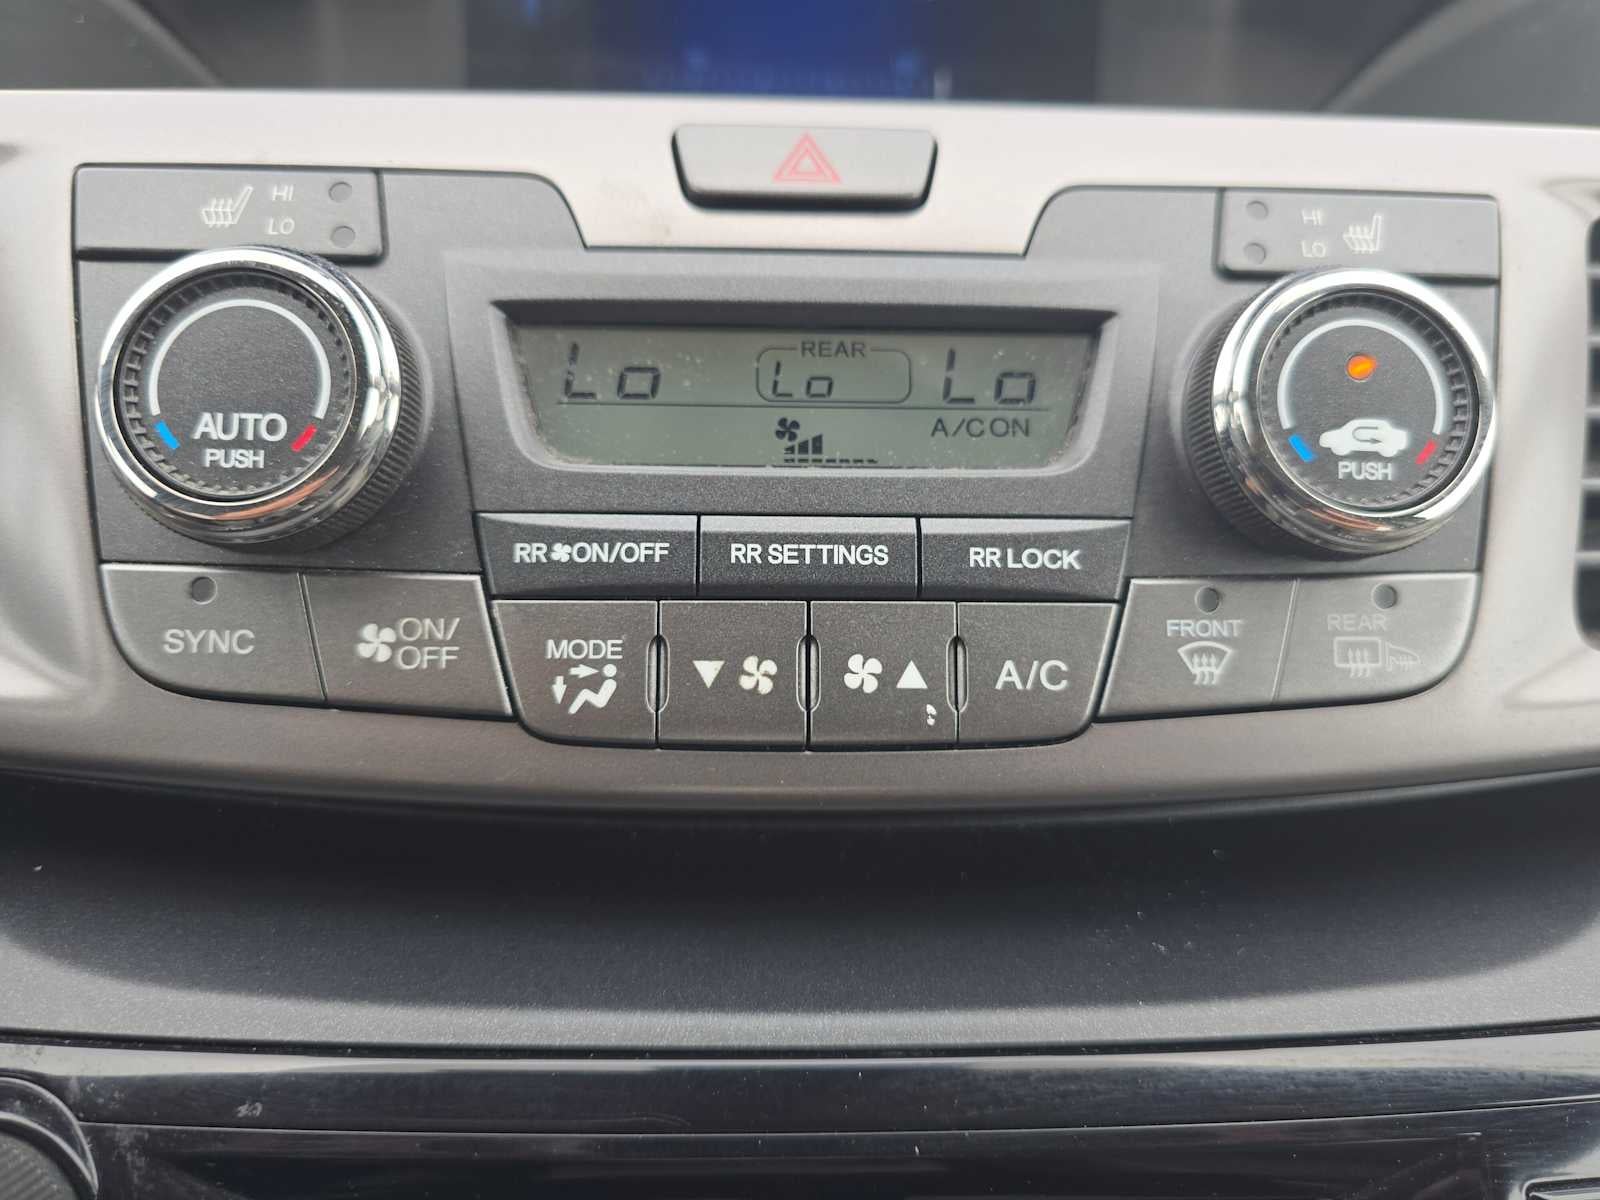 HI
LO
HI
LO
Lo
REAR
Lo
Lo
A/C ON
AUTO
PUSH
PUSH
RR ON/OFF
RR SETTINGS
RR LOCK
SYNC
ON/
OFF
MODE
A/C
FRONT
REAR